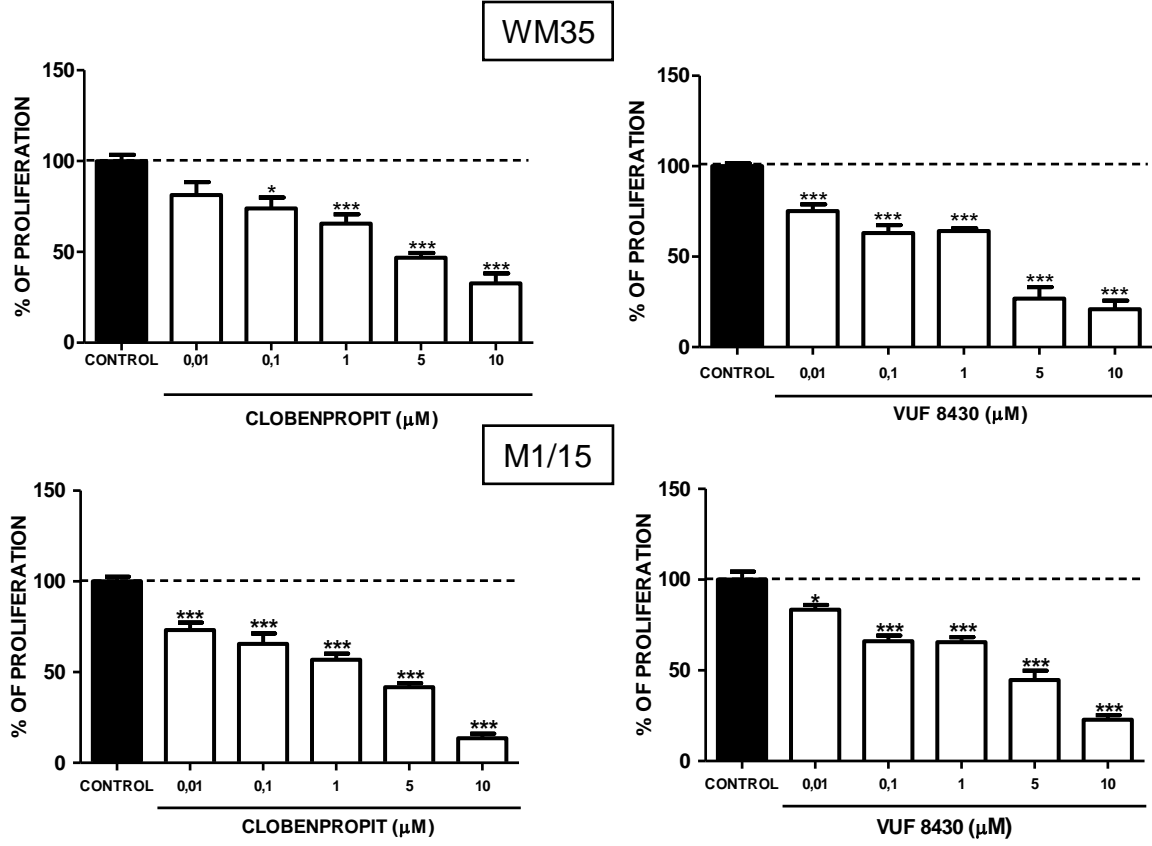 WM35
150
100
50
0
% OF PROLIFERATION
*
***
***
***
CONTROL 0,01 0,1 1 5 10
CLOBENPROPIT (μM)
150
100
50
0
% OF PROLIFERATION
***
***
***
***
***
CONTROL 0,01 0,1 1 5 10
VUF 8430 (μM)
M1/15
150
100
50
0
% OF PROLIFERATION
***
***
***
***
***
CONTROL 0,01 0,1 1 5 10
CLOBENPROPIT (μM)
150
100
50
0
% OF PROLIFERATION
*
***
***
***
***
CONTROL 0,01 0,1 1 5 10
VUF 8430 (μM)